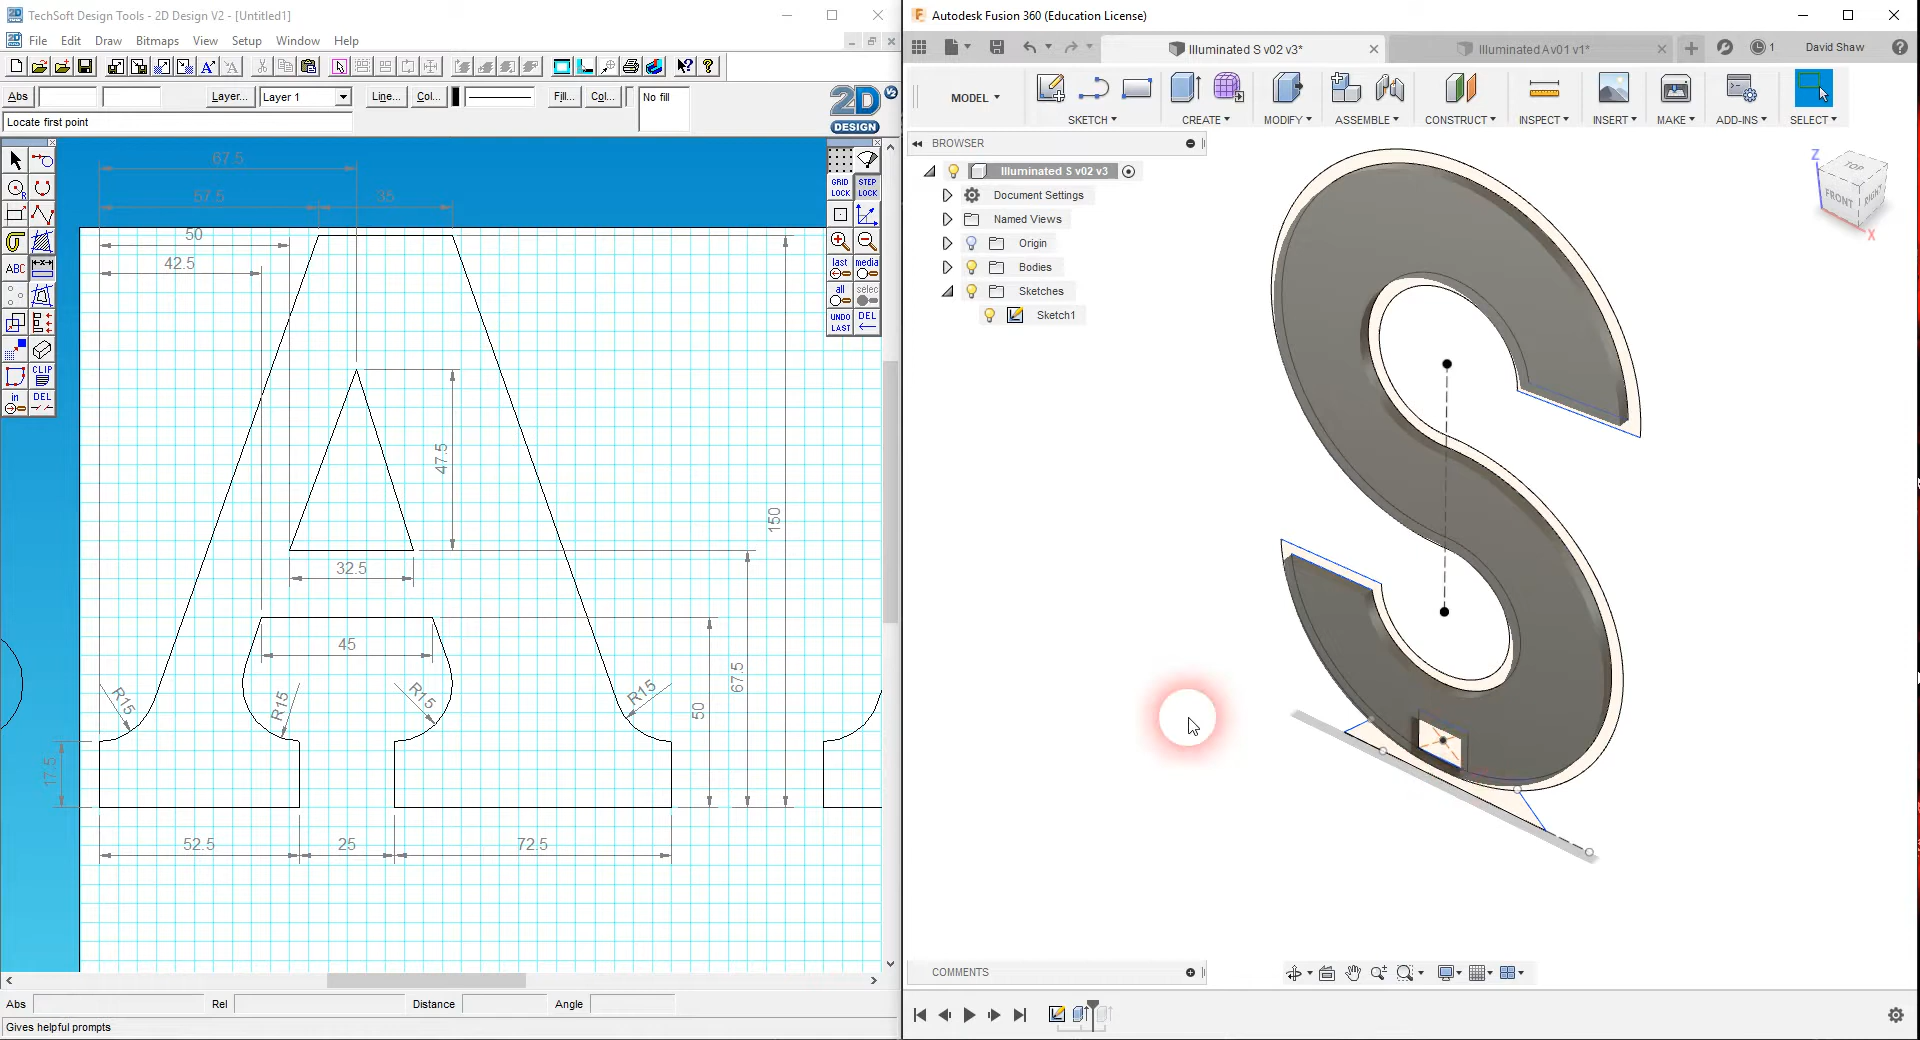 TechSoft Design Tools - 2D Design V2 - [Untitled1]
File Edit Draw Bitmaps View Setup Window Help
Abs Layer... Layer 1 Line... Col... Fill... Col... No fill
2D DESIGN V2
Locate first point
GRID LOCK STEP LOCK
last media
all selec
UNDO LAST DEL
ABC
CLIP
in DEL
67.5
57.5 35
50
42.5
47.5
150
32.5
45
R15 R15 R15 R15
67.5
50
17.5
52.5 25 72.5
Abs Rel Distance Angle
Gives helpful prompts
Autodesk Fusion 360 (Education License)
Illuminated S v02 v3* Illuminated Av01 v1* 1 David Shaw
MODEL SKETCH CREATE MODIFY ASSEMBLE CONSTRUCT INSPECT INSERT MAKE ADD-INS SELECT
BROWSER
Illuminated S v02 v3
Document Settings
Named Views
Origin
Bodies
Sketches
Sketch1
Z TOP FRONT RIGHT X
COMMENTS